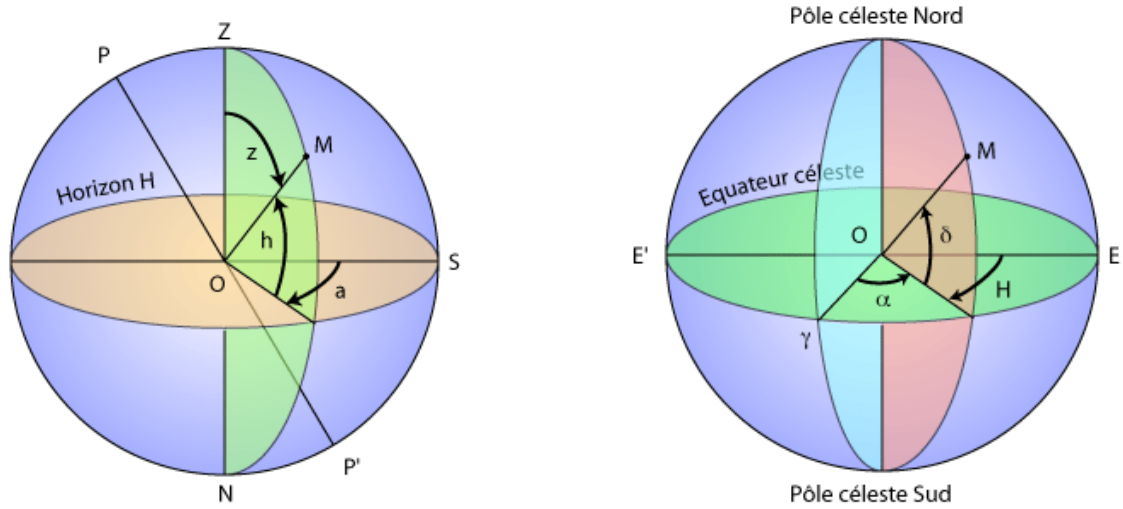 Z
P
M
z
Horizon H
h
S
O
a
P'
N
Pôle céleste Nord
M
Equateur céleste
O
δ
E'
E
α
H
γ
Pôle céleste Sud